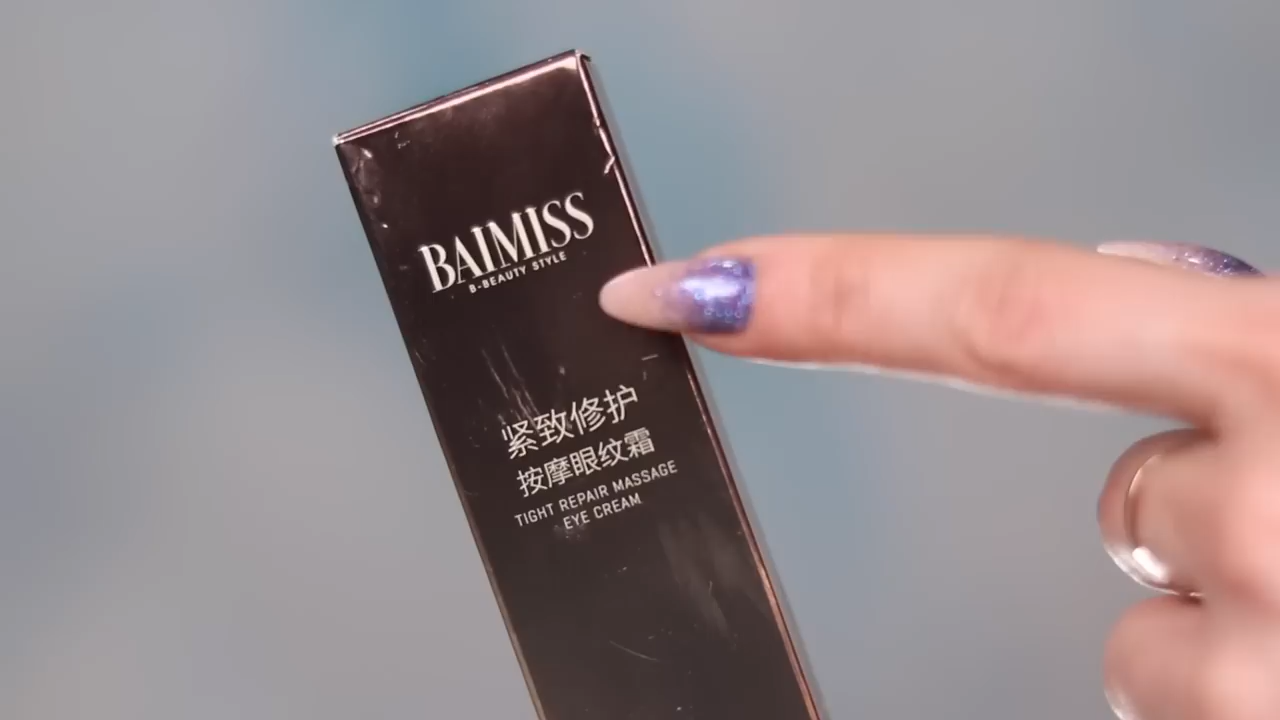 BAIMISS
B-BEAUTY STYLE
紧致修护
按摩眼纹霜
TIGHT REPAIR MASSAGE
EYE CREAM